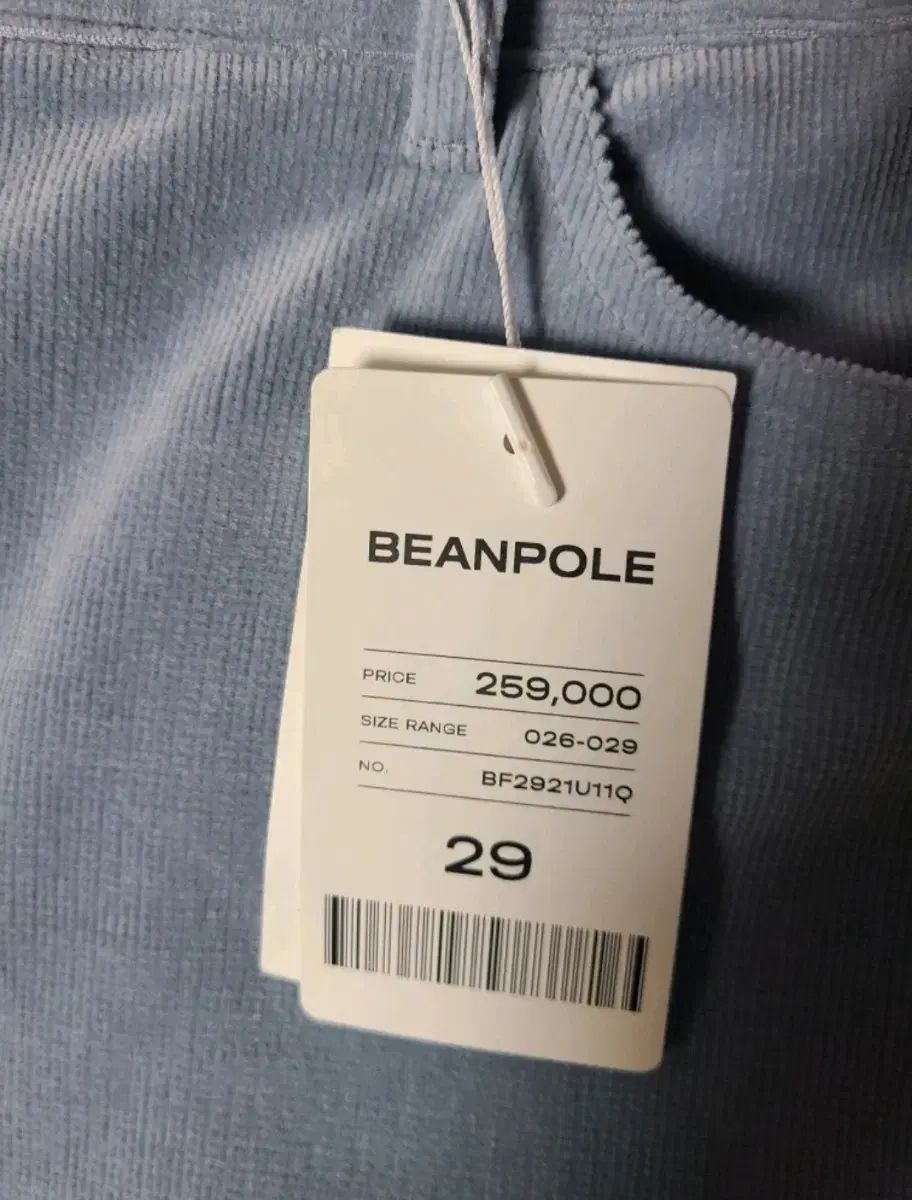 BEANPOLE
PRICE 259,000
SIZE RANGE 026-029
NO. BF2921U11Q
29